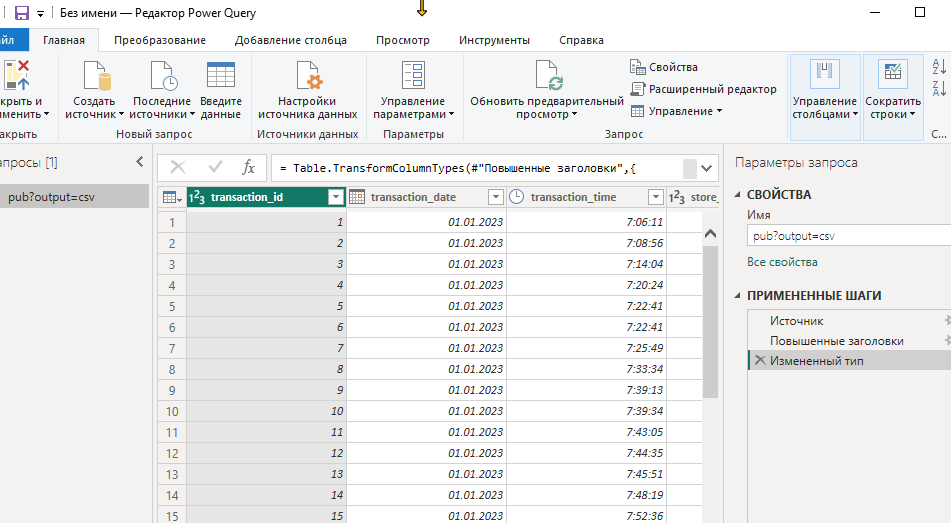 Без имени — Редактор Power Query
йл Главная Преобразование Добавление столбца Просмотр Инструменты Справка
крыть и
менить
акрыть
Создать
источник
Последние
источники
Введите
данные
Новый запрос
Настройки
источника данных
Источники данных
Управление
параметрами
Параметры
Обновить предварительный
просмотр
Свойства
Расширенный редактор
Управление
Запрос
Управление
столбцами
Сократить
строки
С...
апросы [1]
pub?output=csv
fx = Table.TransformColumnTypes(#"Повышенные заголовки",{
transaction_id transaction_date transaction_time store_
1 1 01.01.2023 7:06:11
2 2 01.01.2023 7:08:56
3 3 01.01.2023 7:14:04
4 4 01.01.2023 7:20:24
5 5 01.01.2023 7:22:41
6 6 01.01.2023 7:22:41
7 7 01.01.2023 7:25:49
8 8 01.01.2023 7:33:34
9 9 01.01.2023 7:39:13
10 10 01.01.2023 7:39:34
11 11 01.01.2023 7:43:05
12 12 01.01.2023 7:44:35
13 13 01.01.2023 7:45:51
14 14 01.01.2023 7:48:19
15 15 01.01.2023 7:52:36
Параметры запроса
СВОЙСТВА
Имя
pub?output=csv
Все свойства
ПРИМЕНЕННЫЕ ШАГИ
Источник
Повышенные заголовки
Измененный тип